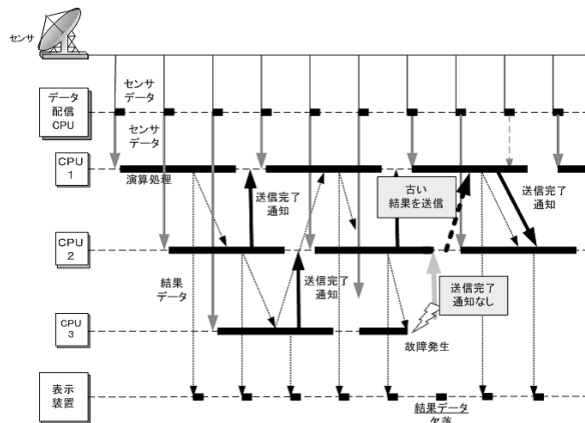 センサ
データ
配信
CPU
センサ
データ
センサ
データ
CPU
1
演算処理
送信完了
通知
古い
結果を送信
送信完了
通知
CPU
2
結果
データ
送信完了
通知
送信完了
通知なし
CPU
3
故障発生
表示
装置
結果データ
欠落